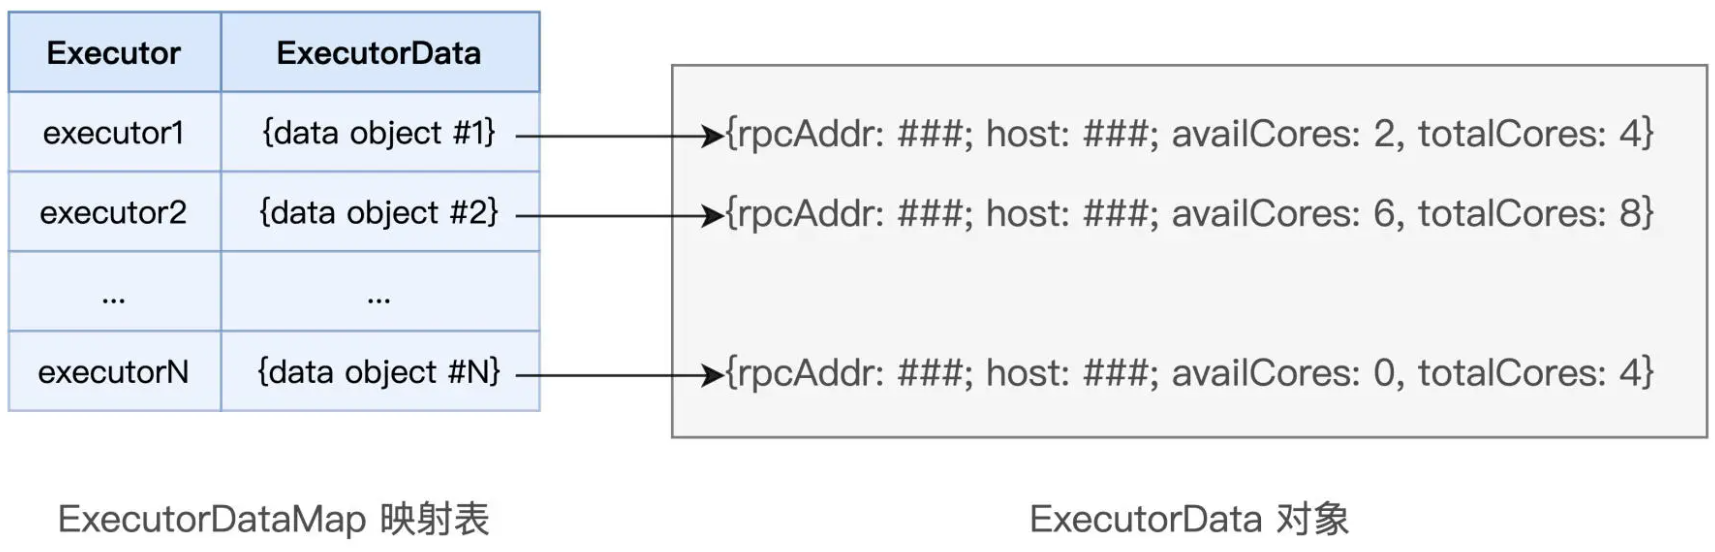 Executor ExecutorData
executor1 {data object #1} {rpcAddr: ###; host: ###; availCores: 2, totalCores: 4}
executor2 {data object #2} {rpcAddr: ###; host: ###; availCores: 6, totalCores: 8}
... ...
executorN {data object #N} {rpcAddr: ###; host: ###; availCores: 0, totalCores: 4}
ExecutorDataMap 映射表 ExecutorData 对象